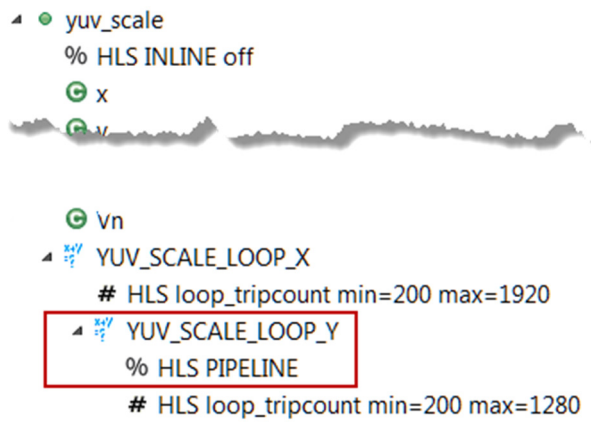 yuv_scale
% HLS INLINE off
x
Vn
YUV_SCALE_LOOP_X
# HLS loop_tripcount min=200 max=1920
YUV_SCALE_LOOP_Y
% HLS PIPELINE
# HLS loop_tripcount min=200 max=1280